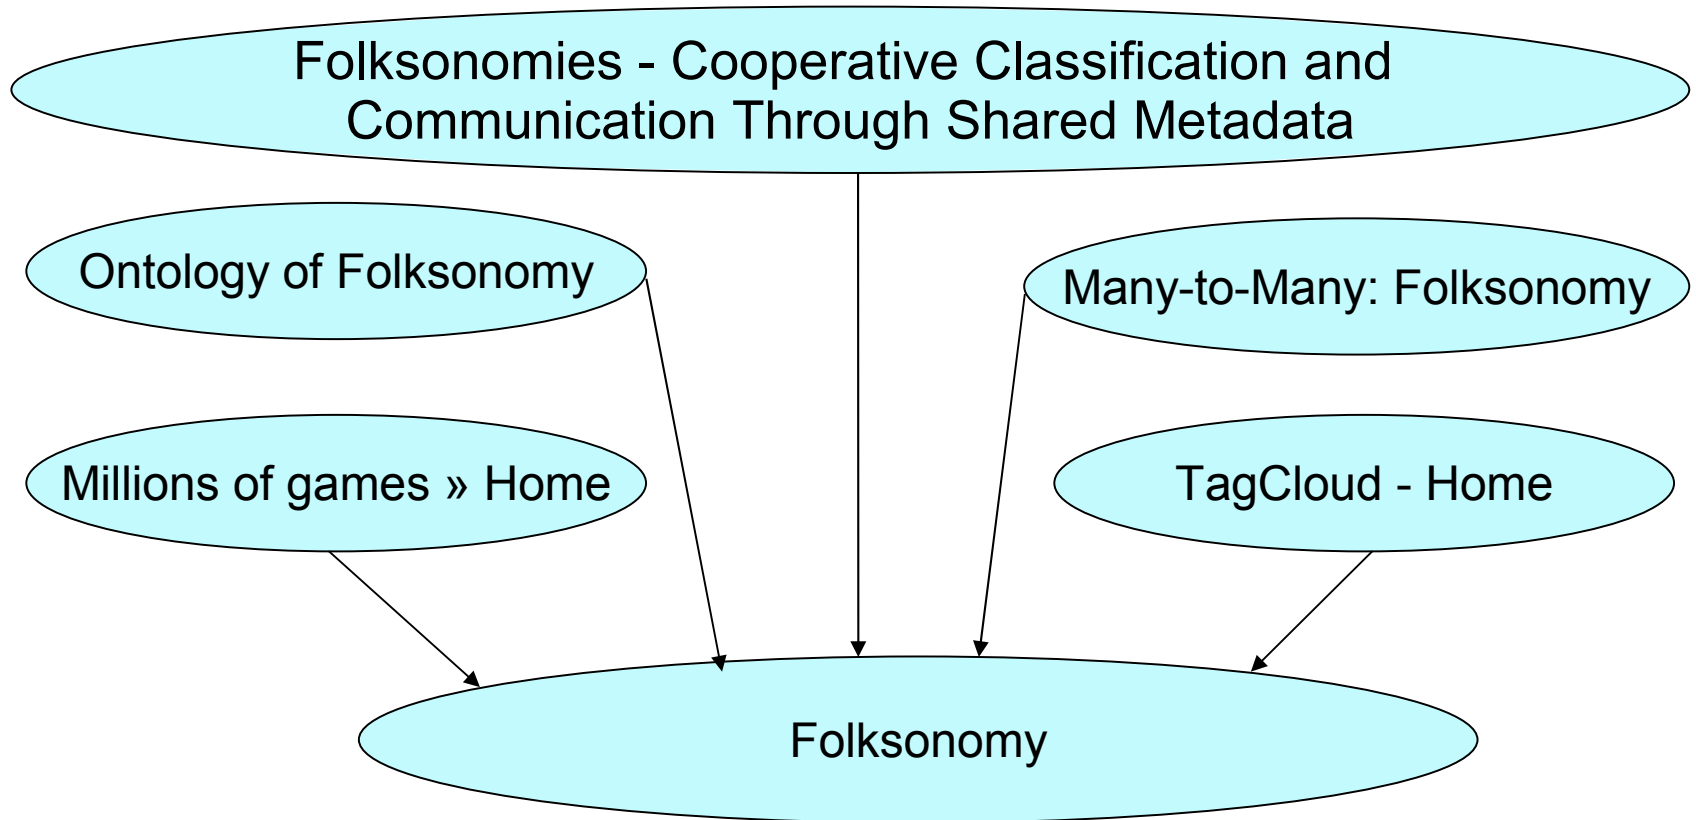 Folksonomies - Cooperative Classification and
Communication Through Shared Metadata
Ontology of Folksonomy
Many-to-Many: Folksonomy
Millions of games » Home
TagCloud - Home
Folksonomy